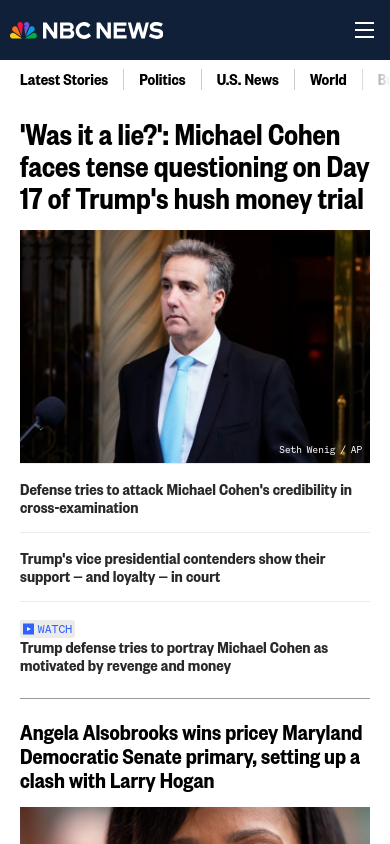 NBC NEWS
Latest Stories
Politics
U.S. News
World
'Was it a lie?': Michael Cohen
faces tense questioning on Day
17 of Trump's hush money trial
Seth Wenig / AP
Defense tries to attack Michael Cohen's credibility in
cross-examination
Trump's vice presidential contenders show their
support — and loyalty — in court
WATCH
Trump defense tries to portray Michael Cohen as
motivated by revenge and money
Angela Alsobrooks wins pricey Maryland
Democratic Senate primary, setting up a
clash with Larry Hogan